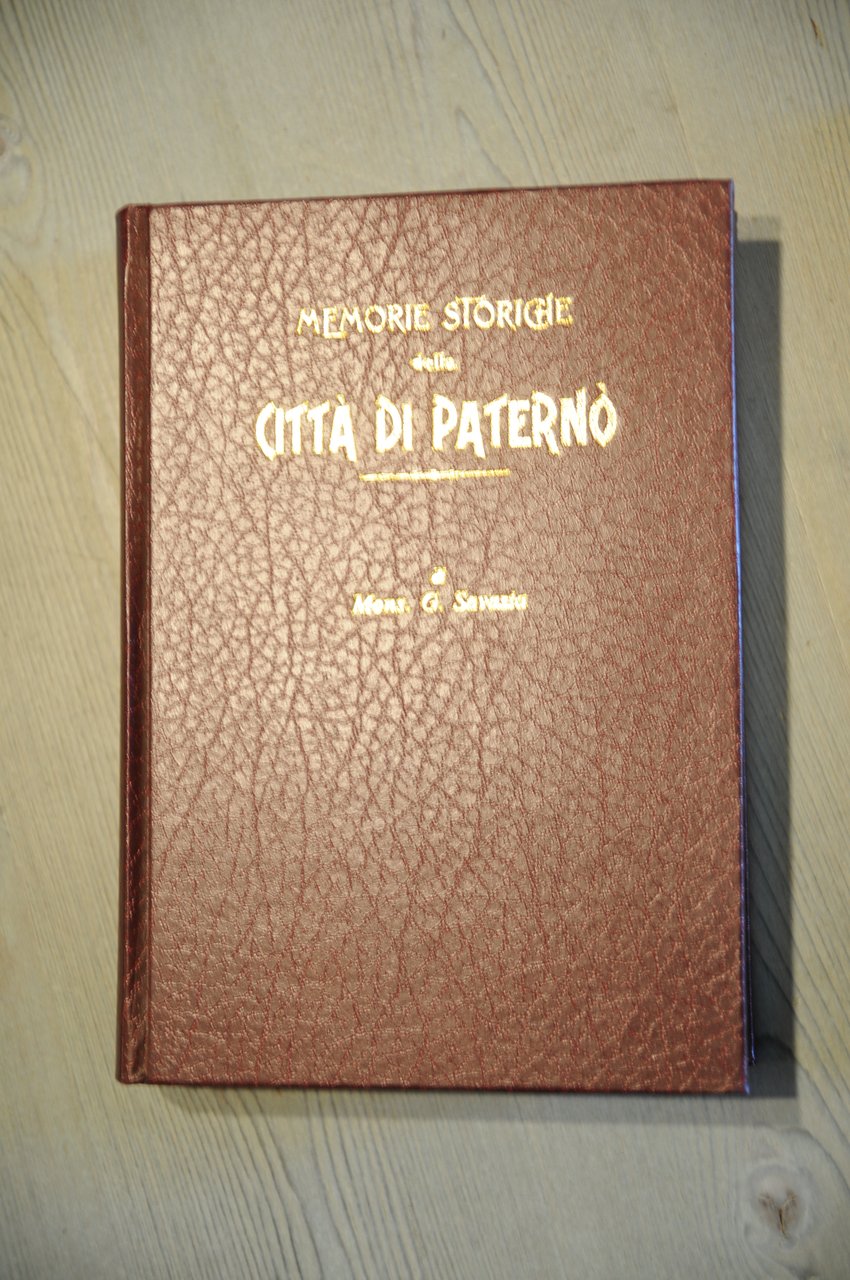 MEMORIE STORICHE
della
CITTÀ DI PATERNÒ
di
Mons. G. Savasta